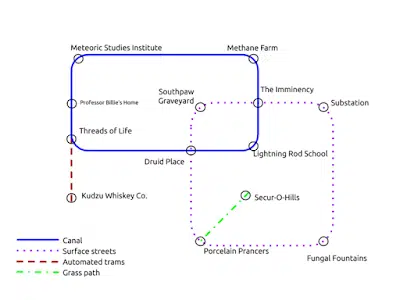 Meteoric Studies Institute
Methane Farm
Southpaw
Graveyard
The Imminency
Substation
Professor Billie's Home
Threads of Life
Druid Place
Lightning Rod School
Kudzu Whiskey Co.
Secur-O-Hills
Porcelain Prancers
Fungal Fountains
Canal
Surface streets
Automated trams
Grass path